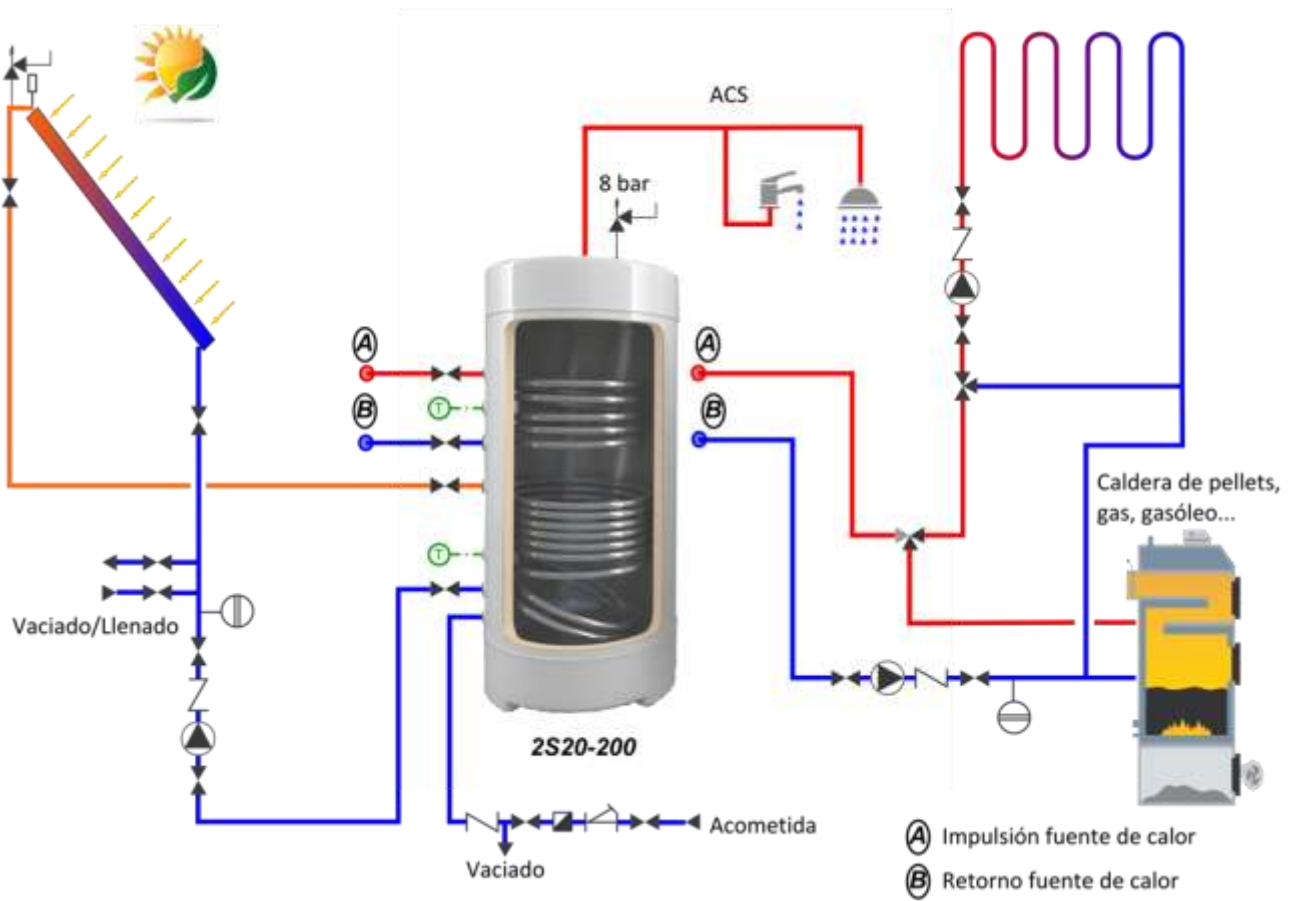 ACS
8 bar
A
A
B
T
B
Caldera de pellets,
gas, gasóleo...
T
Vaciado/Llenado
2S20-200
Acometida
Vaciado
A Impulsión fuente de calor
B Retorno fuente de calor